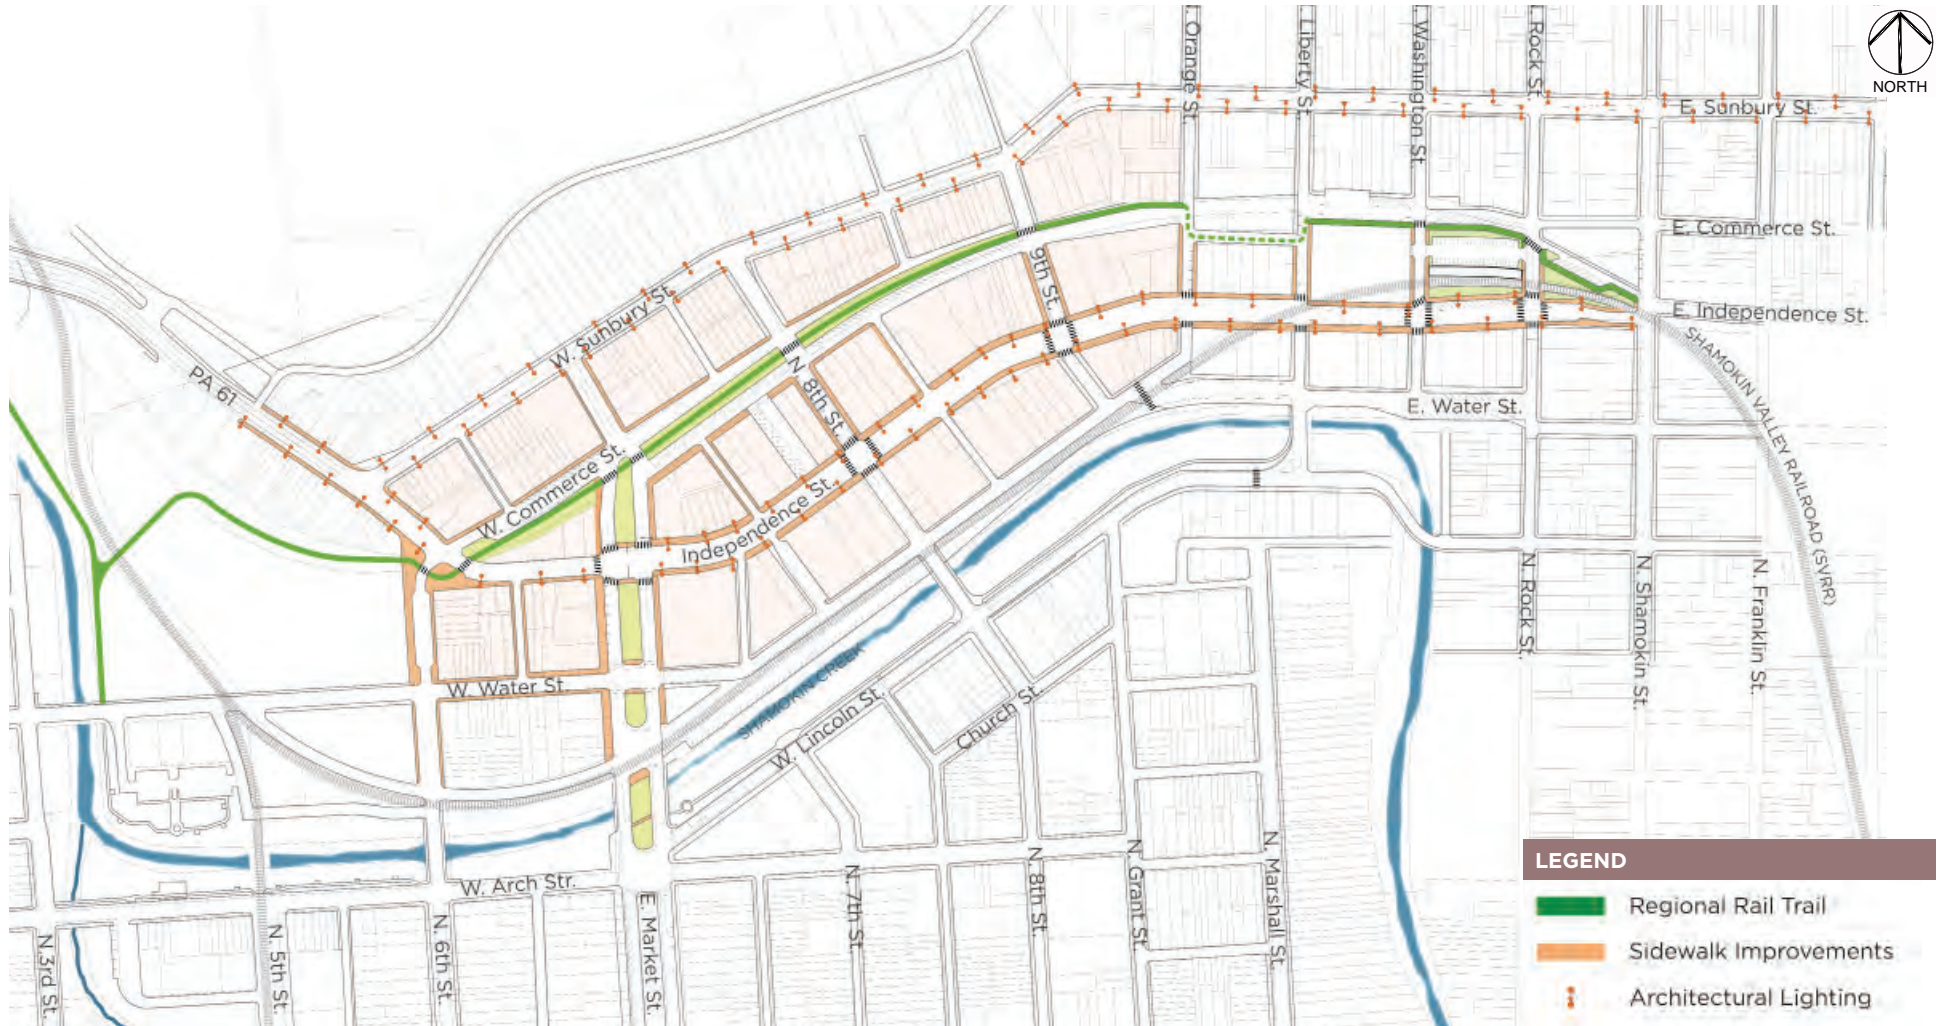 N. Orange St.
N. Liberty St.
N. Washington St.
N. Rock St.
NORTH
E. Sunbury St.
E. Commerce St.
9th St.
E. Independence St.
W. Sunbury St.
PA 61
N. 8th St.
SHAMOKIN VALLEY RAILROAD (SVRR)
E. Water St.
W. Commerce St.
Independence St.
N. Rock St.
N. Shamokin St.
N. Franklin St.
W. Water St.
SHAMOKIN CREEK
W. Lincoln St.
Church St.
W. Arch Str.
N. 3rd St.
N. 5th St.
N. 6th St.
E. Market St.
N. 7th St.
N. 8th St.
N. Grant St.
N. Marshall St.
LEGEND
Regional Rail Trail
Sidewalk Improvements
Architectural Lighting